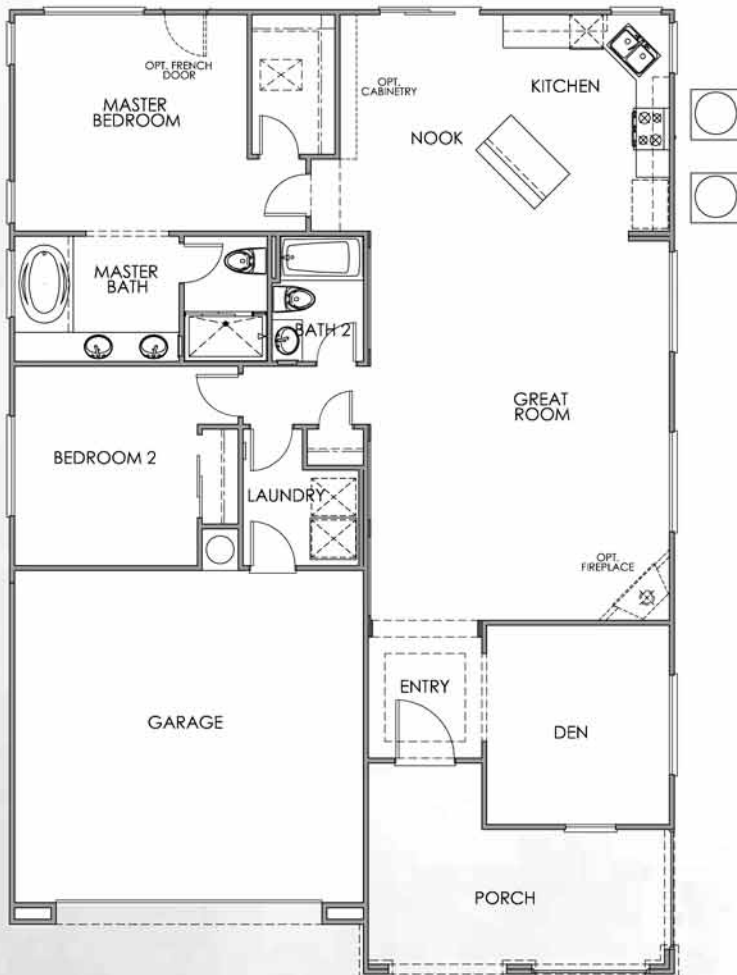 OPT. FRENCH
DOOR
MASTER
BEDROOM
OPT.
CABINETRY
KITCHEN
NOOK
MASTER
BATH
BATH 2
GREAT
ROOM
BEDROOM 2
LAUNDRY
OPT.
FIREPLACE
ENTRY
GARAGE
DEN
PORCH